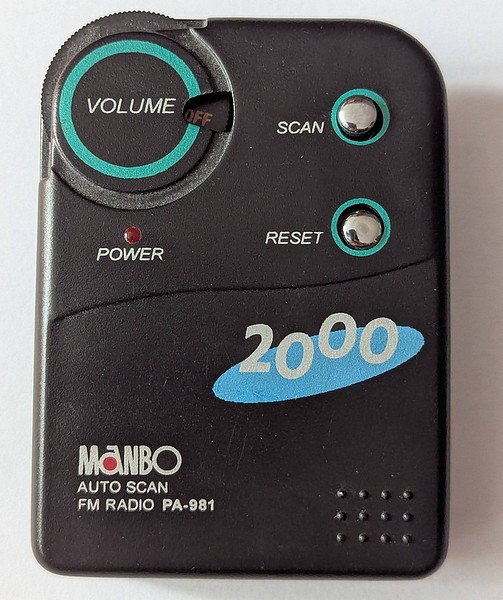 VOLUME
OFF
SCAN
RESET
POWER
2000
MANBO
AUTO SCAN
FM RADIO PA-981